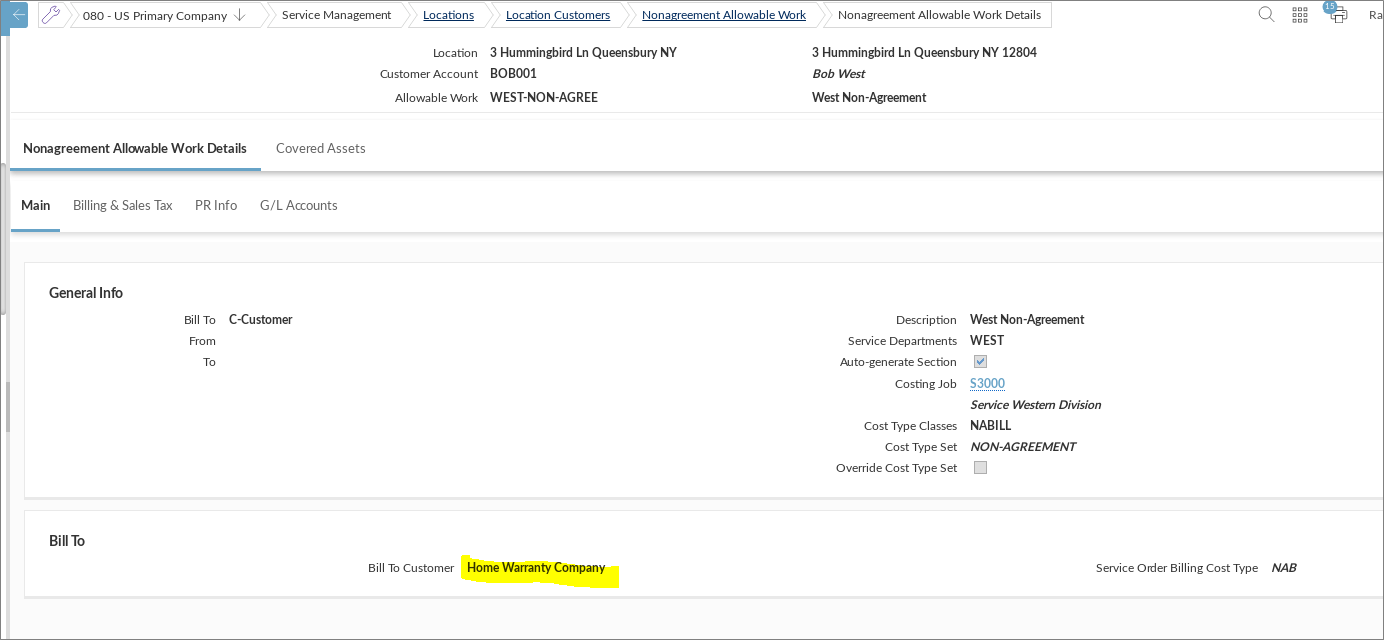 080 - US Primary Company
Service Management
Locations
Location Customers
Nonagreement Allowable Work
Nonagreement Allowable Work Details
15
Ra
Location 3 Hummingbird Ln Queensbury NY 3 Hummingbird Ln Queensbury NY 12804
Customer Account BOB001 Bob West
Allowable Work WEST-NON-AGREE West Non-Agreement
Nonagreement Allowable Work Details Covered Assets
Main Billing & Sales Tax PR Info G/L Accounts
General Info
Bill To C-Customer
From
To
Description West Non-Agreement
Service Departments WEST
Auto-generate Section
Costing Job S3000
Service Western Division
Cost Type Classes NABILL
Cost Type Set NON-AGREEMENT
Override Cost Type Set
Bill To
Bill To Customer Home Warranty Company Service Order Billing Cost Type NAB